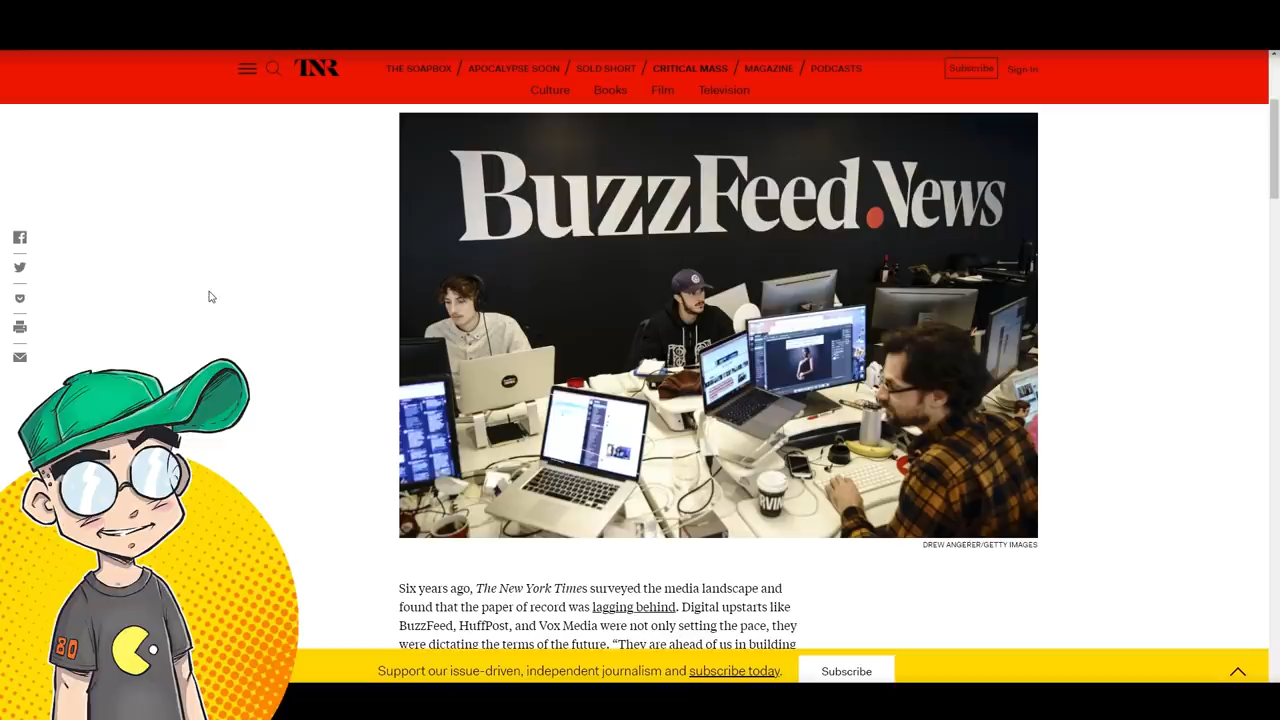 TNR
THE SOAPBOX / APOCALYPSE SOON / SOLD SHORT / CRITICAL MASS / MAGAZINE / PODCASTS
Subscribe
Sign In
Culture Books Film Television
BuzzFeed.News
DREW ANGERER/GETTY IMAGES
Six years ago, The New York Times surveyed the media landscape and
found that the paper of record was lagging behind. Digital upstarts like
BuzzFeed, HuffPost, and Vox Media were not only setting the pace, they
were dictating the terms of the future. “They are ahead of us in building
80
Support our issue-driven, independent journalism and subscribe today.
Subscribe